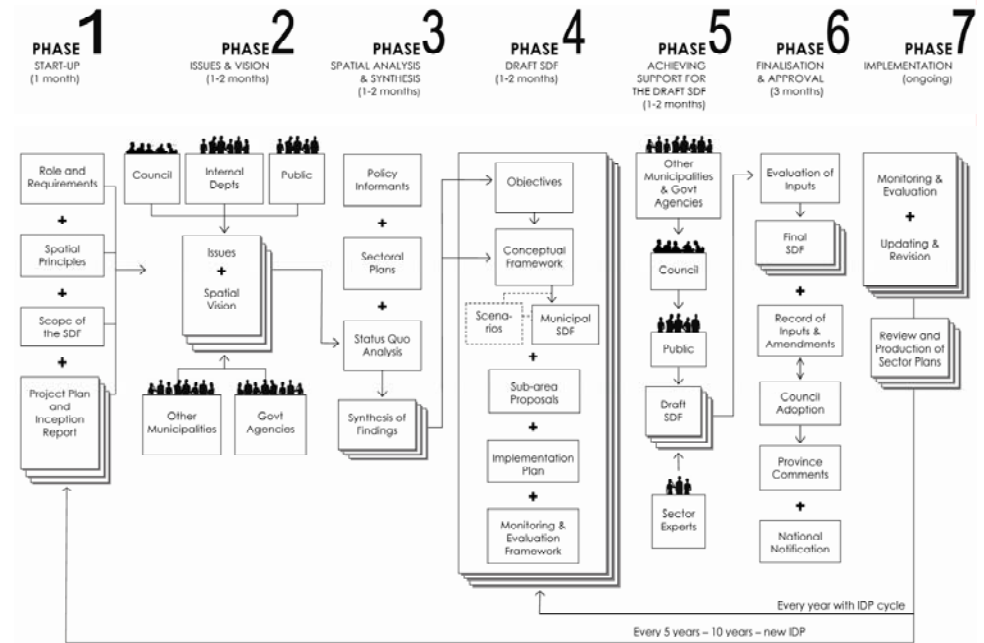 PHASE 1
START-UP
(1 month)
PHASE 2
ISSUES & VISION
(1-2 months)
PHASE 3
SPATIAL ANALYSIS
& SYNTHESIS
(1-2 months)
PHASE 4
DRAFT SDF
(1-2 months)
PHASE 5
ACHIEVING
SUPPORT FOR
THE DRAFT SDF
(1-2 months)
PHASE 6
FINALISATION
& APPROVAL
(3 months)
PHASE 7
IMPLEMENTATION
(ongoing)
Role and
Requirements
+
Spatial
Principles
+
Scope of
the SDF
+
Project Plan
and
Inception
Report
Council
Internal
Depts
Public
Issues
+
Spatial
Vision
Other
Municipalities
Govt
Agencies
Policy
Informants
+
Sectoral
Plans
+
Status Quo
Analysis
Synthesis of
Findings
Objectives
Conceptual
Framework
Scena-
rios
Municipal
SDF
+
Sub-area
Proposals
+
Implementation
Plan
+
Monitoring &
Evaluation
Framework
Other
Municipalities
& Govt
Agencies
Council
Public
Draft
SDF
Sector
Experts
Evaluation of
Inputs
Final
SDF
+
Record of
Inputs &
Amendments
Council
Adoption
Province
Comments
+
National
Notification
Monitoring &
Evaluation
+
Updating &
Revision
Review and
Production of
Sector Plans
Every year with IDP cycle
Every 5 years – 10 years – new IDP